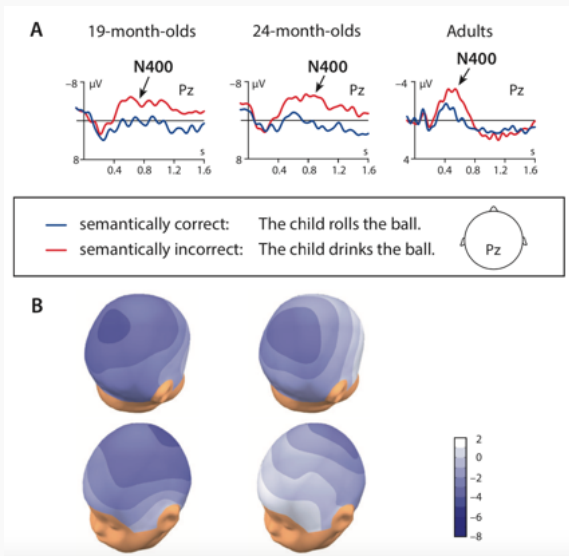 A
19-month-olds 24-month-olds Adults
N400 N400 N400
-8 μV Pz -8 μV Pz -4 μV Pz
8 s 8 s 4 s
0.4 0.8 1.2 1.6 0.4 0.8 1.2 1.6 0.4 0.8 1.2 1.6
semantically correct: The child rolls the ball.
semantically incorrect: The child drinks the ball.
Pz
B
2
0
-2
-4
-6
-8